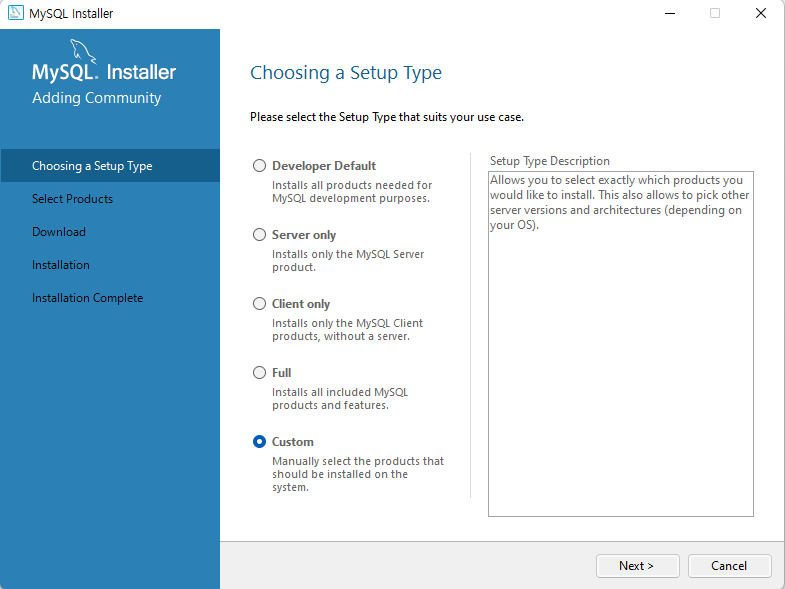 MySQL Installer
MySQL. Installer
Adding Community
Choosing a Setup Type
Select Products
Download
Installation
Installation Complete
Choosing a Setup Type
Please select the Setup Type that suits your use case.
Developer Default
Installs all products needed for
MySQL development purposes.
Server only
Installs only the MySQL Server
product.
Client only
Installs only the MySQL Client
products, without a server.
Full
Installs all included MySQL
products and features.
Custom
Manually select the products that
should be installed on the
system.
Setup Type Description
Allows you to select exactly which products you
would like to install. This also allows to pick other
server versions and architectures (depending on
your OS).
Next >
Cancel